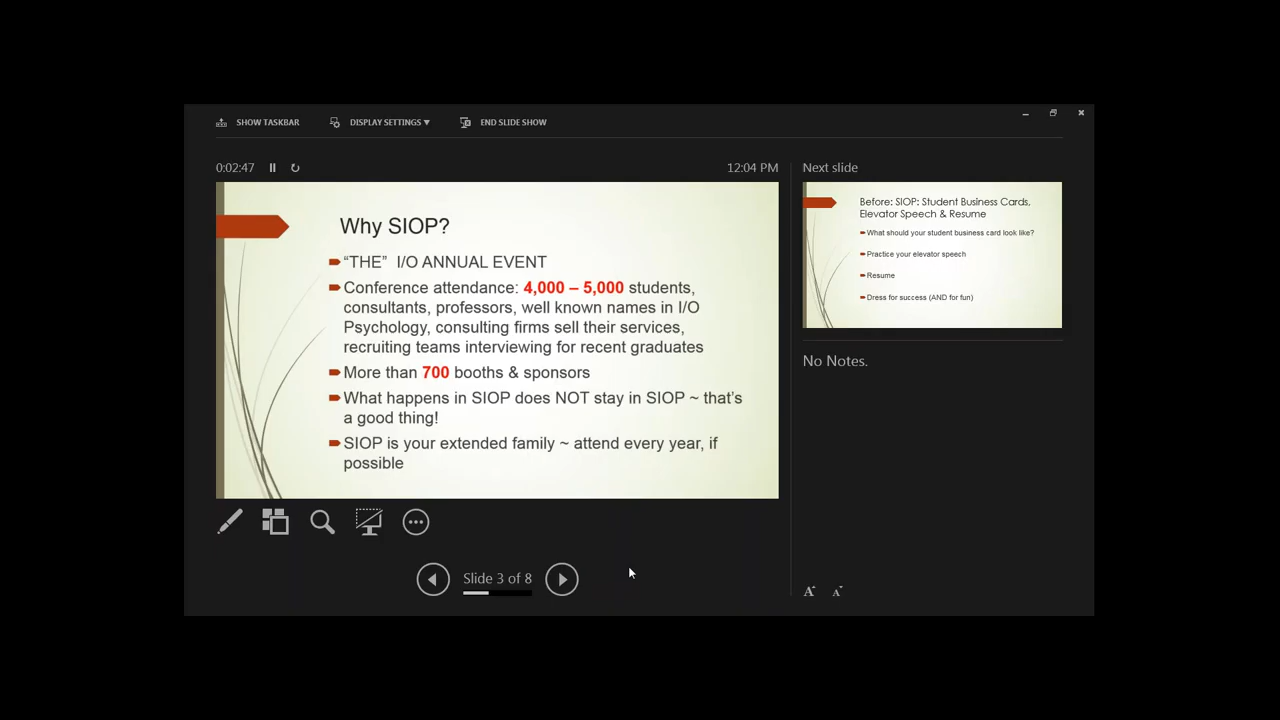 SHOW TASKBAR
DISPLAY SETTINGS ▼
END SLIDE SHOW
0:02:47
12:04 PM
Why SIOP?
“THE”  I/O ANNUAL EVENT
Conference attendance: 4,000 – 5,000 students,
consultants, professors, well known names in I/O
Psychology, consulting firms sell their services,
recruiting teams interviewing for recent graduates
More than 700 booths & sponsors
What happens in SIOP does NOT stay in SIOP ~ that’s
a good thing!
SIOP is your extended family ~ attend every year, if
possible
Slide 3 of 8
Next slide
Before: SIOP: Student Business Cards,
Elevator Speech & Resume
What should your student business card look like?
Practice your elevator speech
Resume
Dress for success (AND for fun)
No Notes.
A A